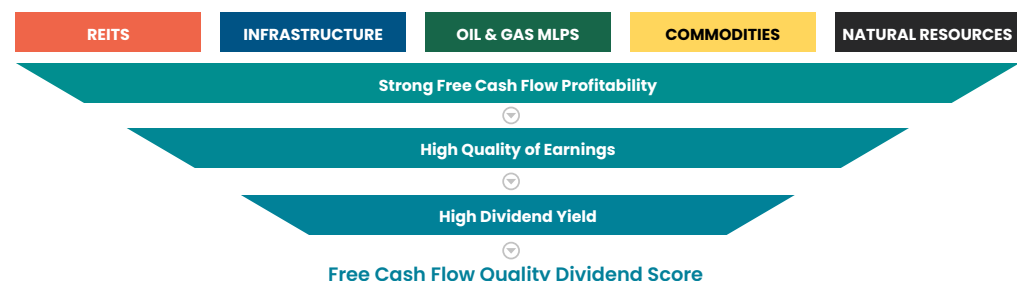 REITS
INFRASTRUCTURE
OIL & GAS MLPS
COMMODITIES
NATURAL RESOURCES
Strong Free Cash Flow Profitability
High Quality of Earnings
High Dividend Yield
Free Cash Flow Quality Dividend Score